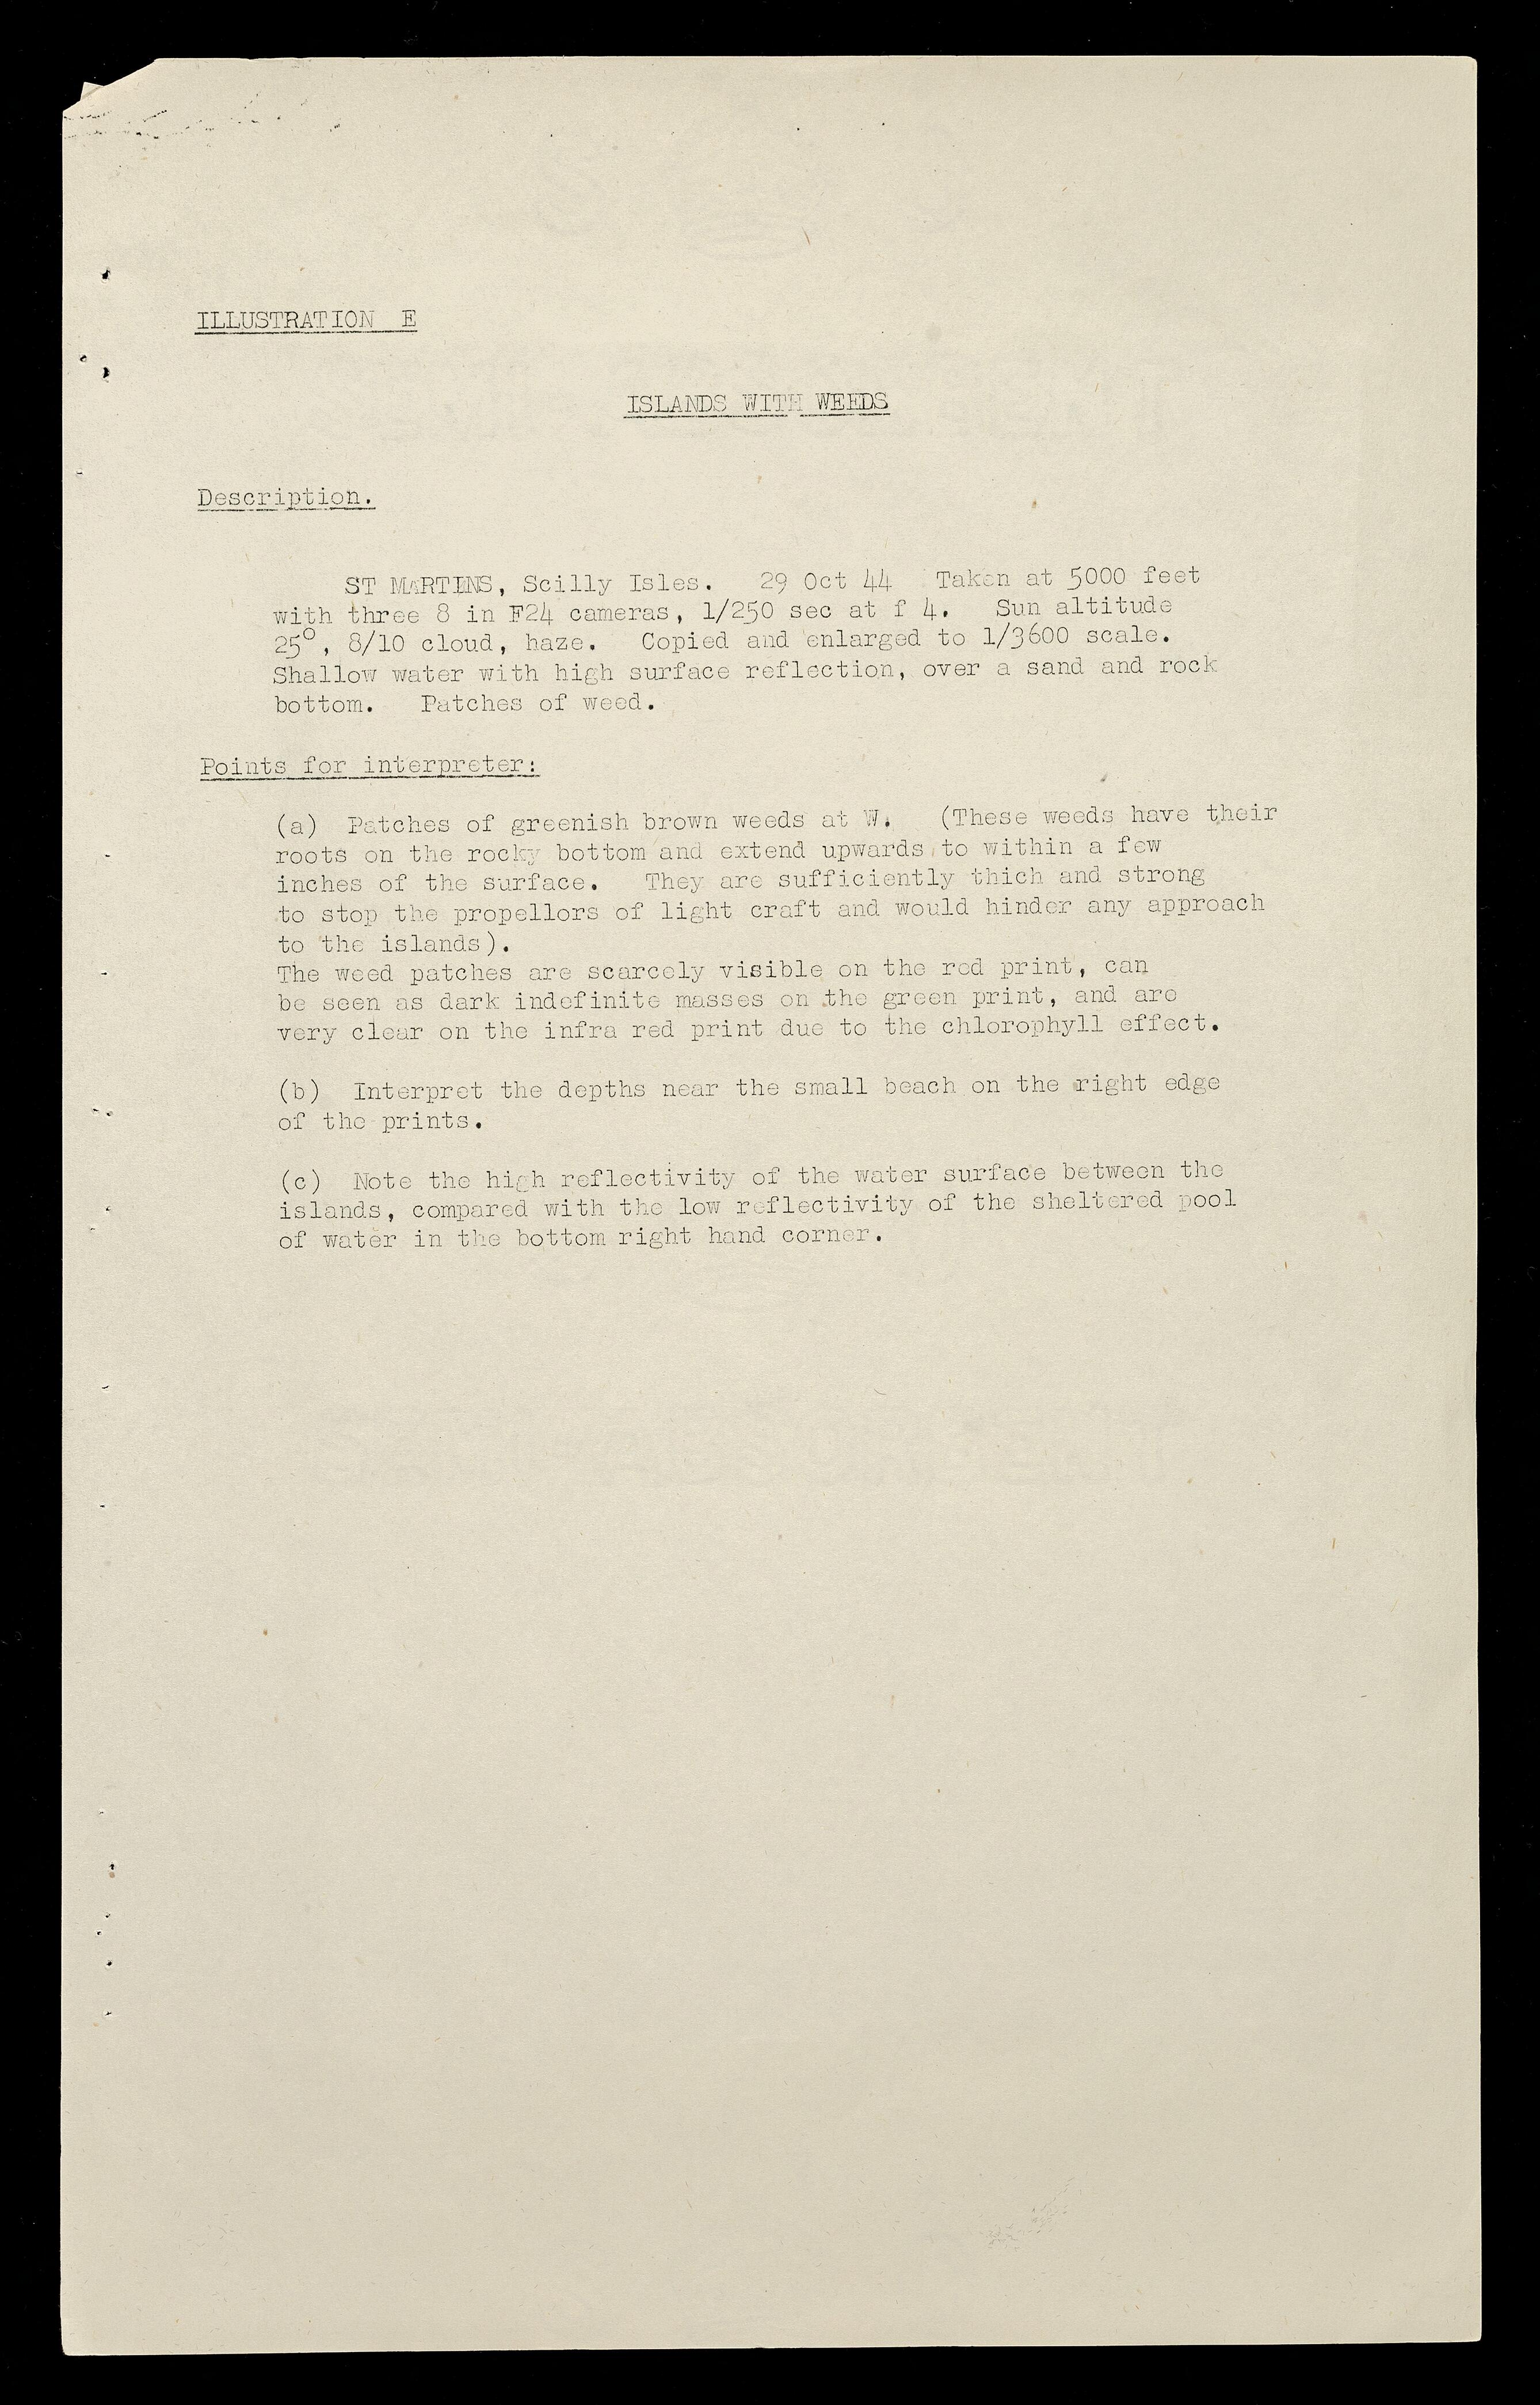 ILLUSTRATION E
ISLANDS WITH WEEDS
Description.
ST MARTINS, Scilly Isles. 29 Oct 44 Taken at 5000 feet
with three 8 in F24 cameras, 1/250 sec at f 4. Sun altitude
25°, 8/10 cloud, haze. Copied and enlarged to 1/3600 scale.
Shallow water with high surface reflection, over a sand and rock
bottom. Patches of weed.
Points for interpreter:
(a) Patches of greenish brown weeds at W. (These weeds have their
roots on the rocky bottom and extend upwards to within a few
inches of the surface. They are sufficiently thich and strong
to stop the propellors of light craft and would hinder any approach
to the islands).
The weed patches are scarcely visible on the red print, can
be seen as dark indefinite masses on the green print, and are
very clear on the infra red print due to the chlorophyll effect.
(b) Interpret the depths near the small beach on the right edge
of the prints.
(c) Note the high reflectivity of the water surface between the
islands, compared with the low reflectivity of the sheltered pool
of water in the bottom right hand corner.